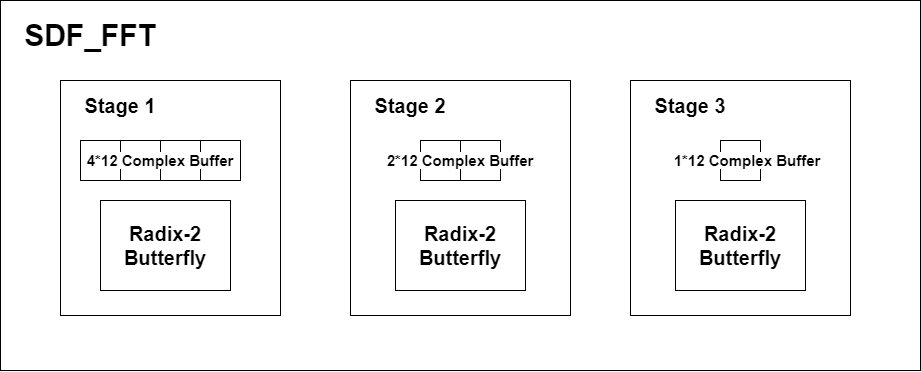 SDF_FFT
Stage 1
4*12 Complex Buffer
Radix-2
Butterfly
Stage 2
2*12 Complex Buffer
Radix-2
Butterfly
Stage 3
1*12 Complex Buffer
Radix-2
Butterfly